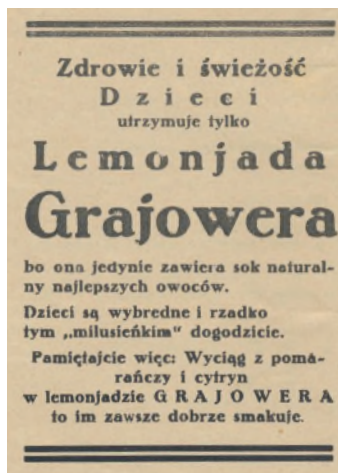 Zdrowie i świeżość
Dzieci
utrzymuje tylko
Lemonjada
Grajowera
bo ona jedynie zawiera sok natural-
ny najlepszych owoców.
Dzieci są wybredne i rzadko
tym „milusieńkim" dogodzicie.
Pamiętajcie więc: Wyciąg z poma-
rańczy i cytryn
w lemonjadzie GRAJOWERA
to im zawsze dobrze smakuje.